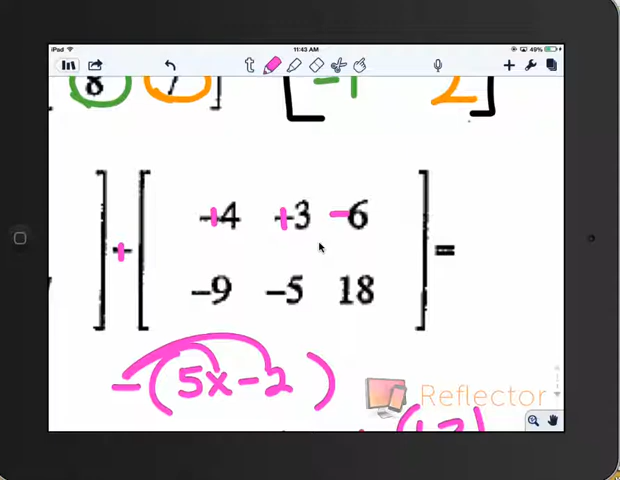 iPad 11:43 AM 49%
t
8 7 ] [ -1 2 ]
] + [ +4 +3 -6
-9 -5 18 ] =
-(5x-2)
Reflector